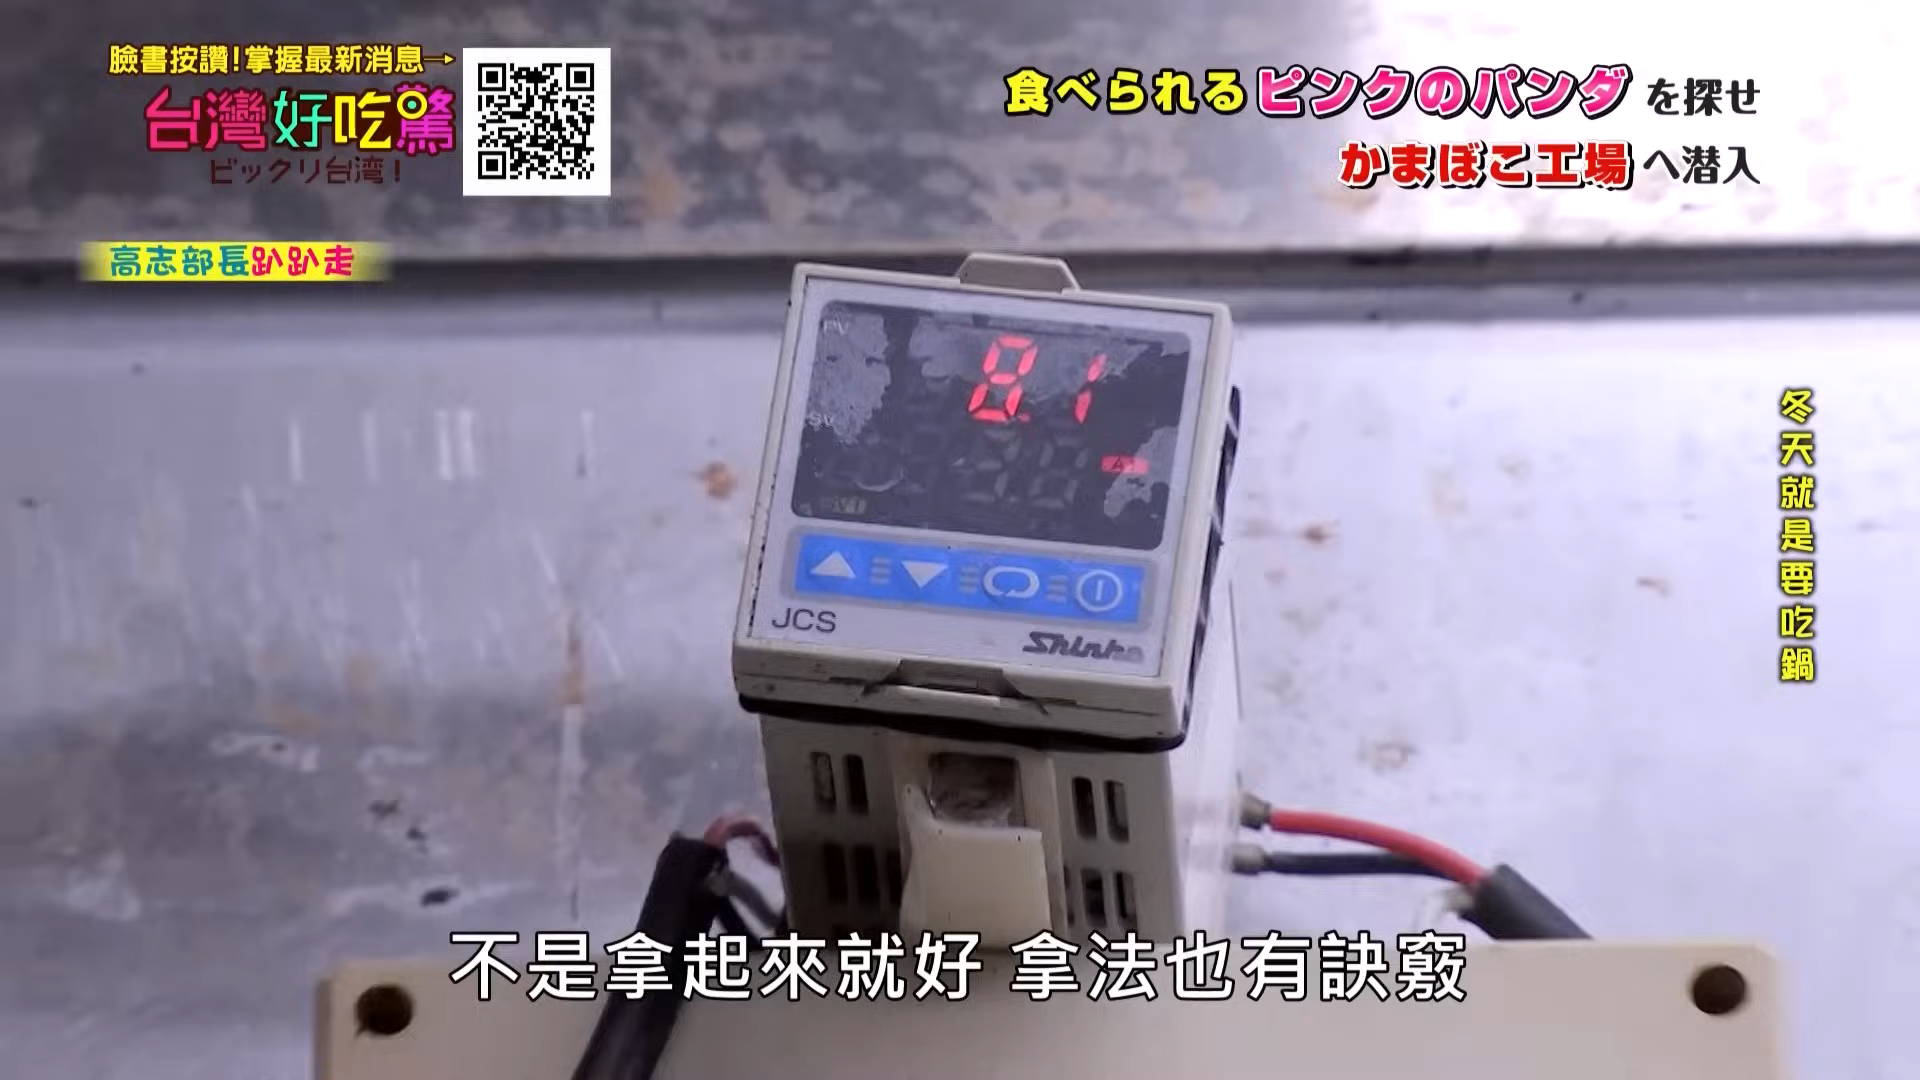 臉書按讚!掌握最新消息→
台灣好吃驚
ビックリ台湾!
食べられるピンクのパンダを探せ
かまぼこ工場へ潜入
高志部長趴趴走
冬天就是要吃鍋
PV
8.1
SV
A1
JCS
Shinko
不是拿起來就好 拿法也有訣竅